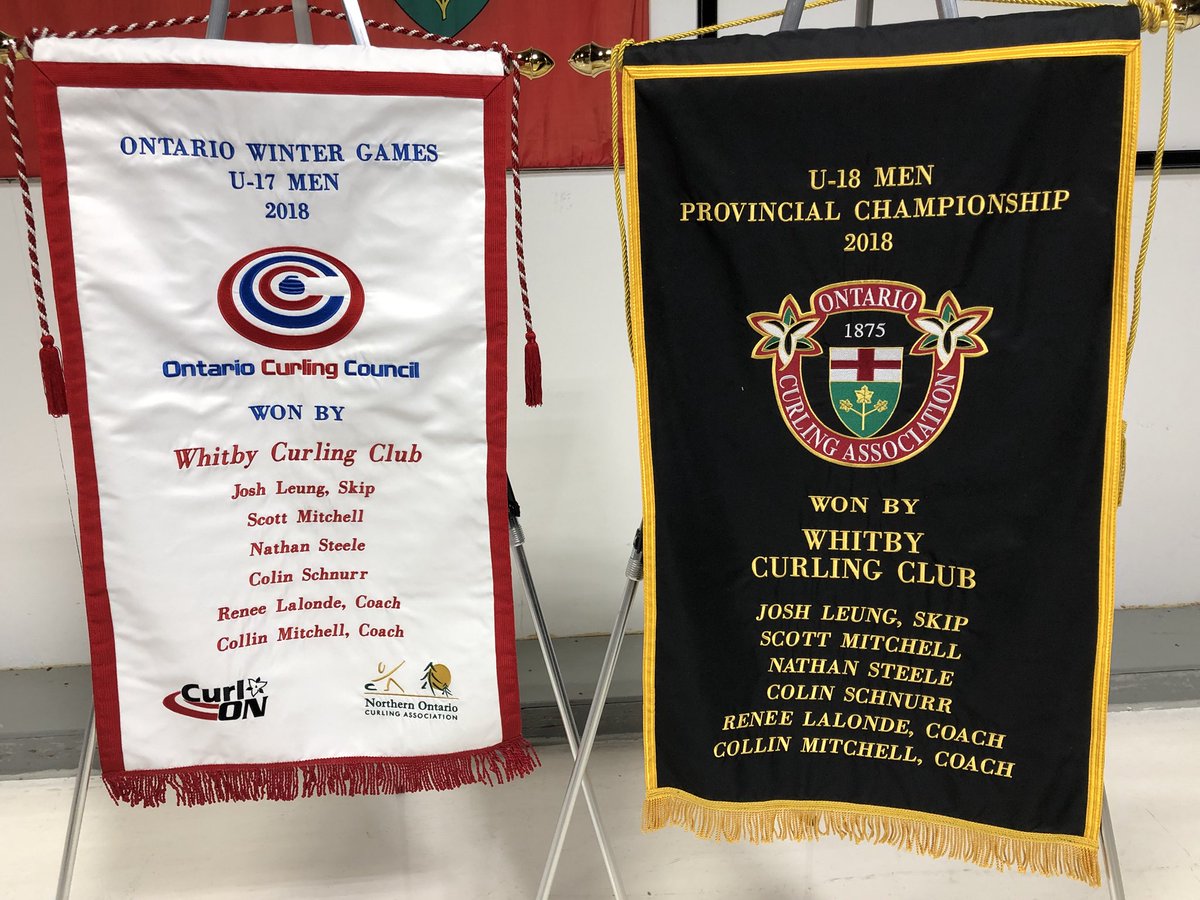 ONTARIO WINTER GAMES
U-17 MEN
2018
Ontario Curling Council
WON BY
Whitby Curling Club
Josh Leung, Skip
Scott Mitchell
Nathan Steele
Colin Schnurr
Renee Lalonde, Coach
Collin Mitchell, Coach
Curl
ON
Northern Ontario
CURLING ASSOCIATION
U-18 MEN
PROVINCIAL CHAMPIONSHIP
2018
ONTARIO
1875
CURLING ASSOCIATION
WON BY
WHITBY
CURLING CLUB
JOSH LEUNG, SKIP
SCOTT MITCHELL
NATHAN STEELE
COLIN SCHNURR
RENEE LALONDE, COACH
COLLIN MITCHELL, COACH